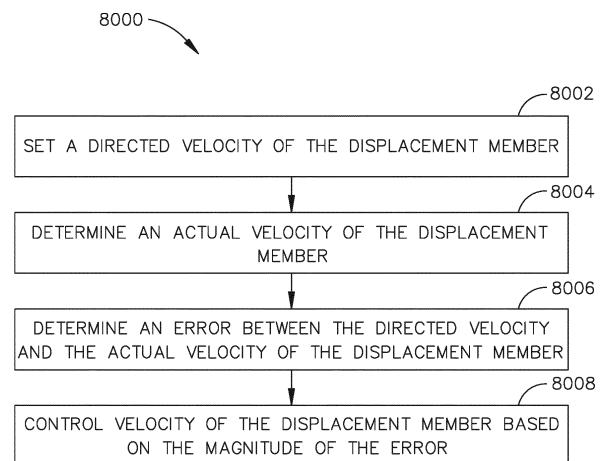 8000
8002
SET A DIRECTED VELOCITY OF THE DISPLACEMENT MEMBER
8004
DETERMINE AN ACTUAL VELOCITY OF THE DISPLACEMENT
MEMBER
8006
DETERMINE AN ERROR BETWEEN THE DIRECTED VELOCITY
AND THE ACTUAL VELOCITY OF THE DISPLACEMENT MEMBER
8008
CONTROL VELOCITY OF THE DISPLACEMENT MEMBER BASED
ON THE MAGNITUDE OF THE ERROR